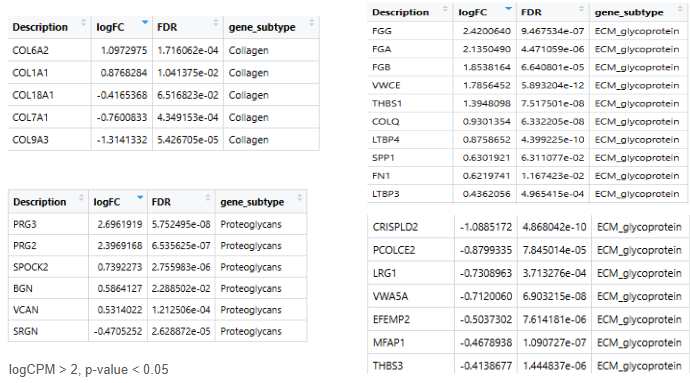 Description logFC FDR gene_subtype
COL6A2 1.0972975 1.716062e-04 Collagen
COL1A1 0.8768284 1.041375e-02 Collagen
COL18A1 -0.4165368 6.516823e-02 Collagen
COL7A1 -0.7600833 4.349153e-04 Collagen
COL9A3 -1.3141332 5.426705e-05 Collagen
Description logFC FDR gene_subtype
PRG3 2.6961919 5.752495e-08 Proteoglycans
PRG2 2.3969168 6.535625e-07 Proteoglycans
SPOCK2 0.7392273 2.755983e-06 Proteoglycans
BGN 0.5864127 2.288502e-02 Proteoglycans
VCAN 0.5314022 1.212506e-04 Proteoglycans
SRGN -0.4705252 2.628872e-05 Proteoglycans
logCPM > 2, p-value < 0.05
Description logFC FDR gene_subtype
FGG 2.4200640 9.467534e-07 ECM_glycoprotein
FGA 2.1350490 4.471059e-06 ECM_glycoprotein
FGB 1.8538164 6.640801e-05 ECM_glycoprotein
VWCE 1.7856452 5.893204e-12 ECM_glycoprotein
THBS1 1.3948098 7.517501e-08 ECM_glycoprotein
COLQ 0.9301354 6.332205e-08 ECM_glycoprotein
LTBP4 0.8758652 4.399225e-10 ECM_glycoprotein
SPP1 0.6301921 6.311077e-02 ECM_glycoprotein
FN1 0.6219741 1.167423e-02 ECM_glycoprotein
LTBP3 0.4362056 4.965415e-04 ECM_glycoprotein
CRISPLD2 -1.0885172 4.868042e-10 ECM_glycoprotein
PCOLCE2 -0.8799335 7.845014e-05 ECM_glycoprotein
LRG1 -0.7308963 3.713276e-04 ECM_glycoprotein
VWA5A -0.7120060 6.903215e-08 ECM_glycoprotein
EFEMP2 -0.5037302 7.614181e-06 ECM_glycoprotein
MFAP1 -0.4678938 1.090727e-07 ECM_glycoprotein
THBS3 -0.4138677 1.444837e-06 ECM_glycoprotein